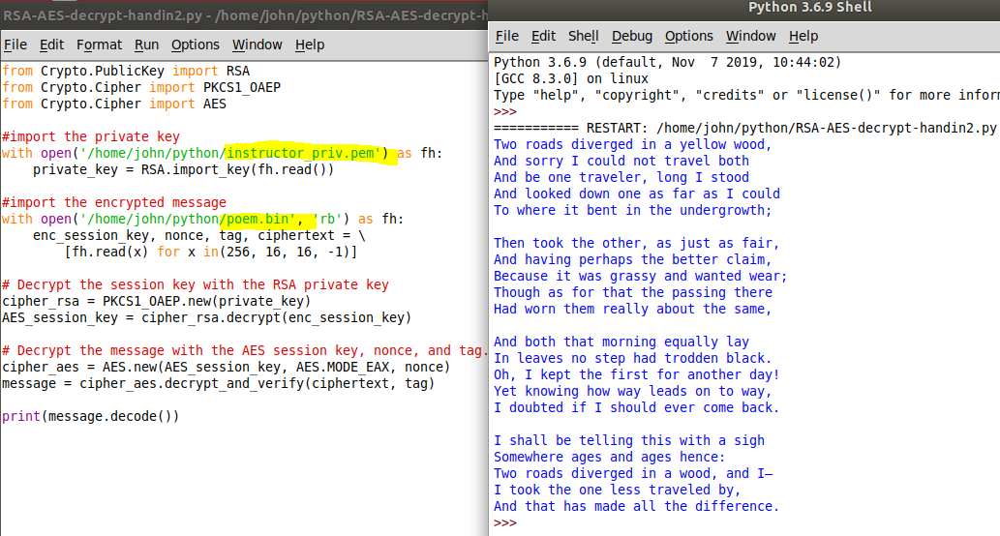 RSA-AES-decrypt-handin2.py - /home/john/python/RSA-AES-decrypt-h
File Edit Format Run Options Window Help
from Crypto.PublicKey import RSA
from Crypto.Cipher import PKCS1_OAEP
from Crypto.Cipher import AES
#import the private key
with open('/home/john/python/instructor_priv.pem') as fh:
    private_key = RSA.import_key(fh.read())
#import the encrypted message
with open('/home/john/python/poem.bin', 'rb') as fh:
    enc_session_key, nonce, tag, ciphertext = \
        [fh.read(x) for x in(256, 16, 16, -1)]
# Decrypt the session key with the RSA private key
cipher_rsa = PKCS1_OAEP.new(private_key)
AES_session_key = cipher_rsa.decrypt(enc_session_key)
# Decrypt the message with the AES session key, nonce, and tag.
cipher_aes = AES.new(AES_session_key, AES.MODE_EAX, nonce)
message = cipher_aes.decrypt_and_verify(ciphertext, tag)
print(message.decode())
Python 3.6.9 Shell
File Edit Shell Debug Options Window Help
Python 3.6.9 (default, Nov  7 2019, 10:44:02)
[GCC 8.3.0] on linux
Type "help", "copyright", "credits" or "license()" for more infor
>>>
=========== RESTART: /home/john/python/RSA-AES-decrypt-handin2.py
Two roads diverged in a yellow wood,
And sorry I could not travel both
And be one traveler, long I stood
And looked down one as far as I could
To where it bent in the undergrowth;
Then took the other, as just as fair,
And having perhaps the better claim,
Because it was grassy and wanted wear;
Though as for that the passing there
Had worn them really about the same,
And both that morning equally lay
In leaves no step had trodden black.
Oh, I kept the first for another day!
Yet knowing how way leads on to way,
I doubted if I should ever come back.
I shall be telling this with a sigh
Somewhere ages and ages hence:
Two roads diverged in a wood, and I—
I took the one less traveled by,
And that has made all the difference.
>>>